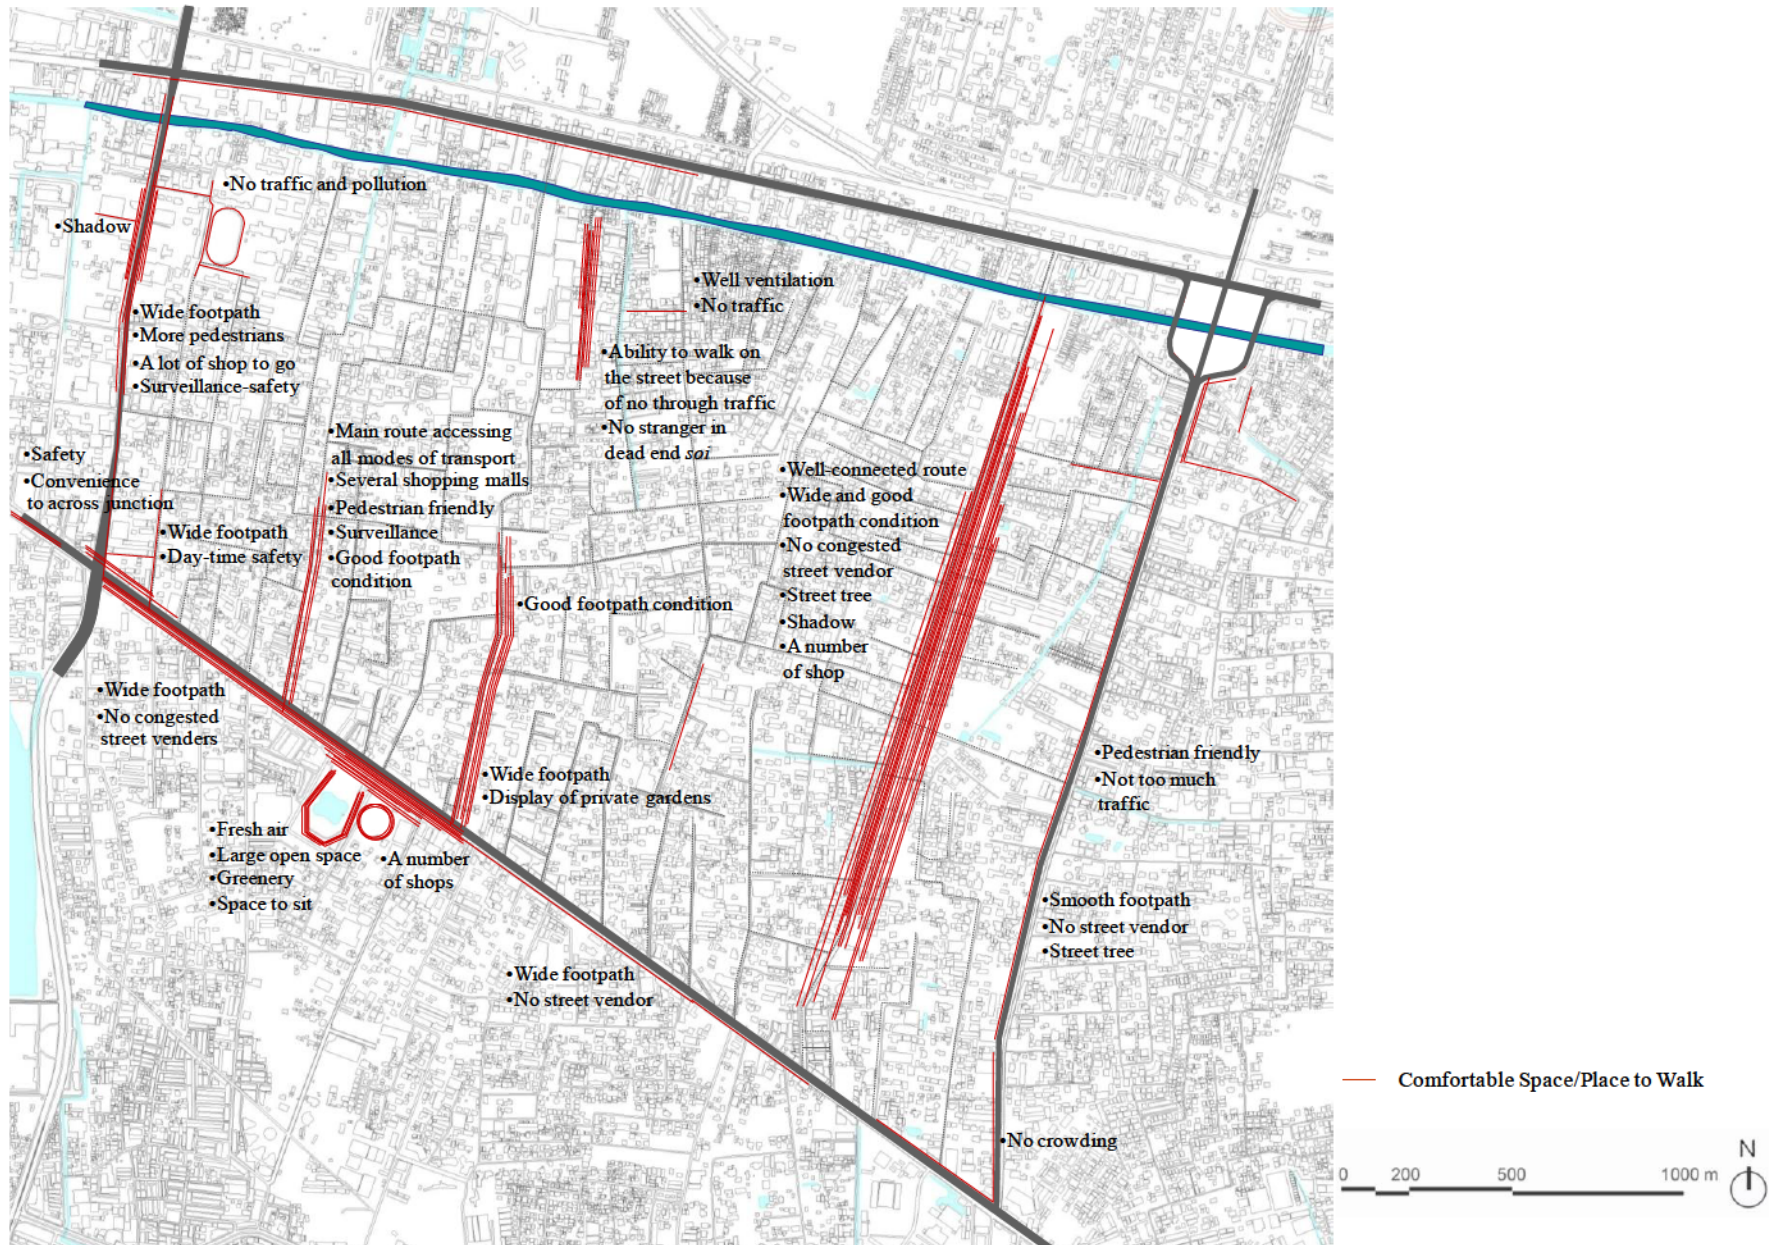 •No traffic and pollution
•Shadow
•Well ventilation
•No traffic
•Wide footpath
•More pedestrians
•A lot of shop to go
•Surveillance-safety
•Ability to walk on
the street because
of no through traffic
•No stranger in
dead end soi
•Safety
•Convenience
to across junction
•Main route accessing
all modes of transport
•Several shopping malls
•Pedestrian friendly
•Surveillance
•Good footpath
condition
•Wide footpath
•Day-time safety
•Well-connected route
•Wide and good
footpath condition
•No congested
street vendor
•Street tree
•Shadow
•A number
of shop
•Good footpath condition
•Wide footpath
•No congested
street venders
•Wide footpath
•Display of private gardens
•Pedestrian friendly
•Not too much
traffic
•Fresh air
•Large open space
•Greenery
•Space to sit
•A number
of shops
•Smooth footpath
•No street vendor
•Street tree
•Wide footpath
•No street vendor
•No crowding
Comfortable Space/Place to Walk
0 200 500 1000 m
N